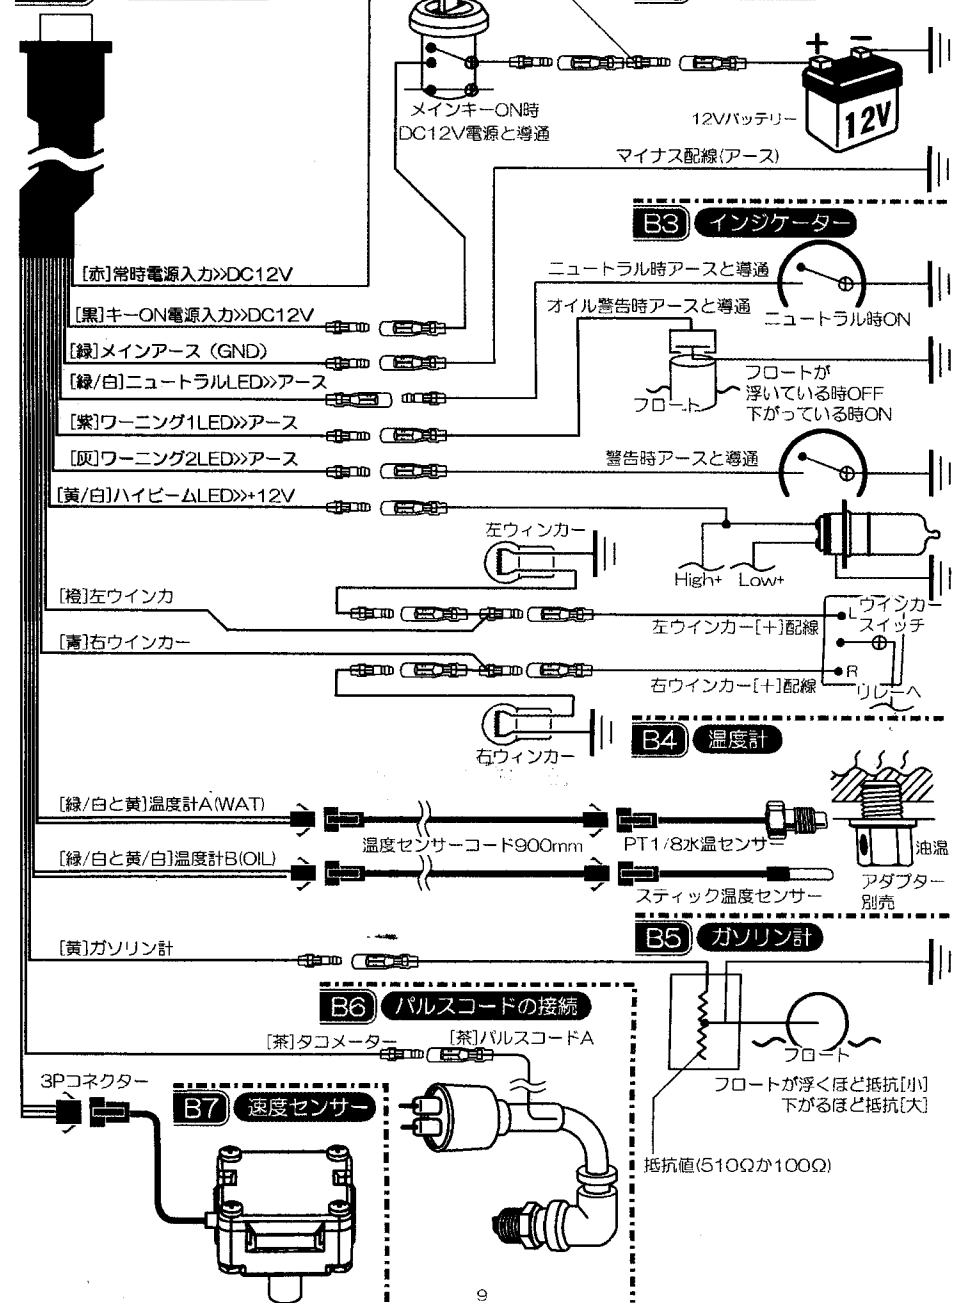 メインキーON時
DC12V電源と導通
+ −
12V
12Vバッテリー
マイナス配線(アース)
B3 インジケーター
[赤]常時電源入力»DC12V
ニュートラル時アースと導通
[黒]キーON電源入力»DC12V
オイル警告時アースと導通
ニュートラル時ON
[緑]メインアース (GND)
[緑/白]ニュートラルLED»アース
フロートが
浮いている時OFF
下がっている時ON
フロート
[紫]ワーニング1LED»アース
[灰]ワーニング2LED»アース
警告時アースと導通
[黄/白]ハイビームLED»+12V
左ウィンカー
High+ Low+
[橙]左ウインカ
L ウインカー
スイッチ
左ウィンカー[+]配線
[青]右ウインカー
R
右ウィンカー[+]配線
リレーへ
右ウィンカー
B4 温度計
[緑/白と黄]温度計A(WAT)
温度センサーコード900mm
PT1/8水温センサー
油温
[緑/白と黄/白]温度計B(OIL)
スティック温度センサー
アダプター
別売
B5 ガソリン計
[黄]ガソリン計
B6 パルスコードの接続
[茶]タコメーター
[茶]パルスコードA
フロート
フロートが浮くほど抵抗[小]
下がるほど抵抗[大]
3Pコネクター
B7 速度センサー
抵抗値(510Ωか100Ω)
9